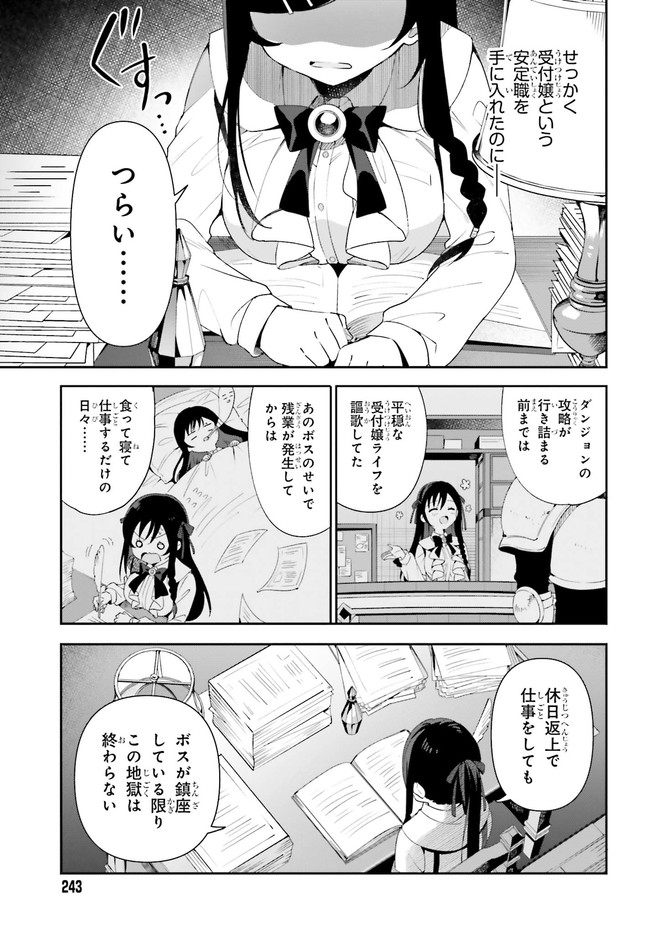 せっかく
受付嬢という
安定職を
手に入れたのに―
ぐすっ
つらい……
ダンジョンの
攻略が
行き詰まる
前までは
平穏な
受付嬢ライフを
謳歌してた
あのボスのせいで
残業が発生して
からは
食って寝て
仕事するだけの
日々……
休日返上で
仕事をしても
ボスが鎮座
している限り
この地獄は
終わらない
243